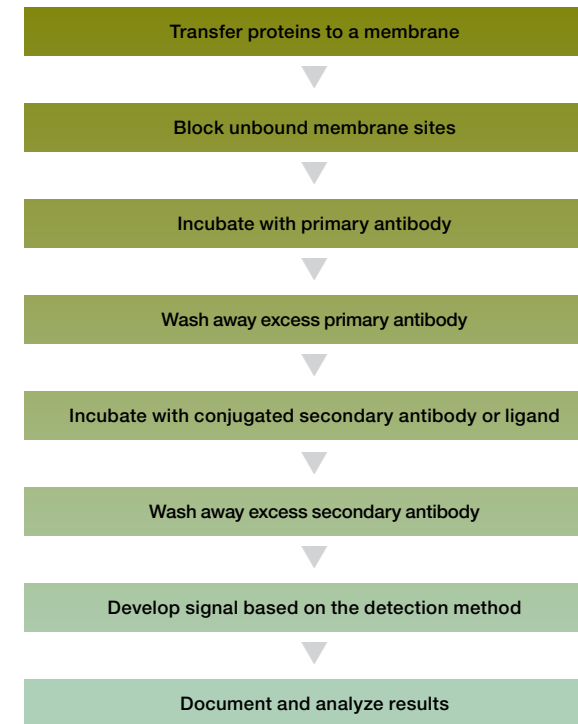 Transfer proteins to a membrane
Block unbound membrane sites
Incubate with primary antibody
Wash away excess primary antibody
Incubate with conjugated secondary antibody or ligand
Wash away excess secondary antibody
Develop signal based on the detection method
Document and analyze results